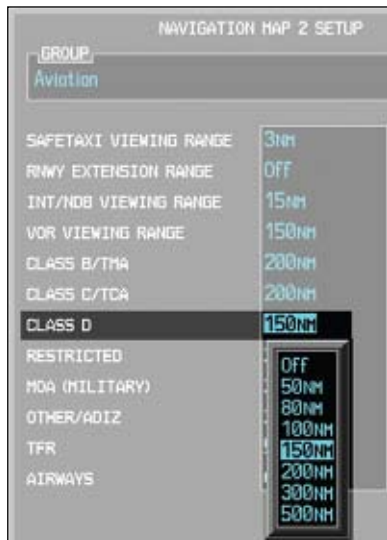 NAVIGATION MAP 2 SETUP
GROUP
Aviation
SAFETAXI VIEWING RANGE 3NM
RNWY EXTENSION RANGE Off
INT/NDB VIEWING RANGE 15NM
VOR VIEWING RANGE 150NM
CLASS B/TMA 200NM
CLASS C/TCA 200NM
CLASS D 150NM
RESTRICTED
MOA (MILITARY)
OTHER/ADIZ
TFR
AIRWAYS
Off
50NM
80NM
100NM
150NM
200NM
300NM
500NM